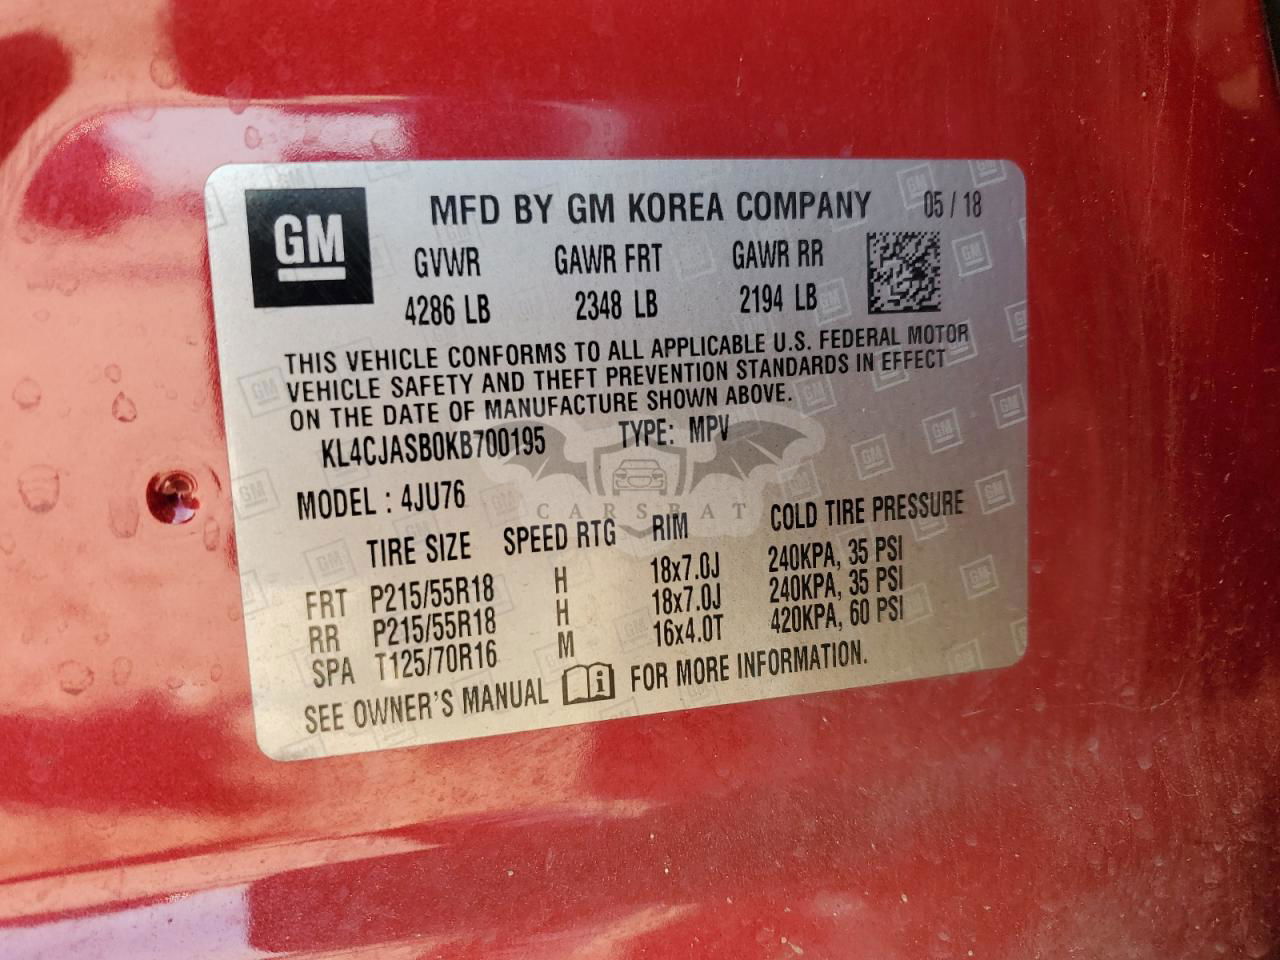 GM
MFD BY GM KOREA COMPANY 05 / 18
GVWR GAWR FRT GAWR RR
4286 LB 2348 LB 2194 LB
THIS VEHICLE CONFORMS TO ALL APPLICABLE U.S. FEDERAL MOTOR
VEHICLE SAFETY AND THEFT PREVENTION STANDARDS IN EFFECT
ON THE DATE OF MANUFACTURE SHOWN ABOVE.
KL4CJASB0KB700195 TYPE: MPV
CARSBAT
MODEL : 4JU76
TIRE SIZE SPEED RTG RIM COLD TIRE PRESSURE
FRT P215/55R18 H 18x7.0J 240KPA, 35 PSI
RR P215/55R18 H 18x7.0J 240KPA, 35 PSI
SPA T125/70R16 M 16x4.0T 420KPA, 60 PSI
SEE OWNER'S MANUAL i FOR MORE INFORMATION.